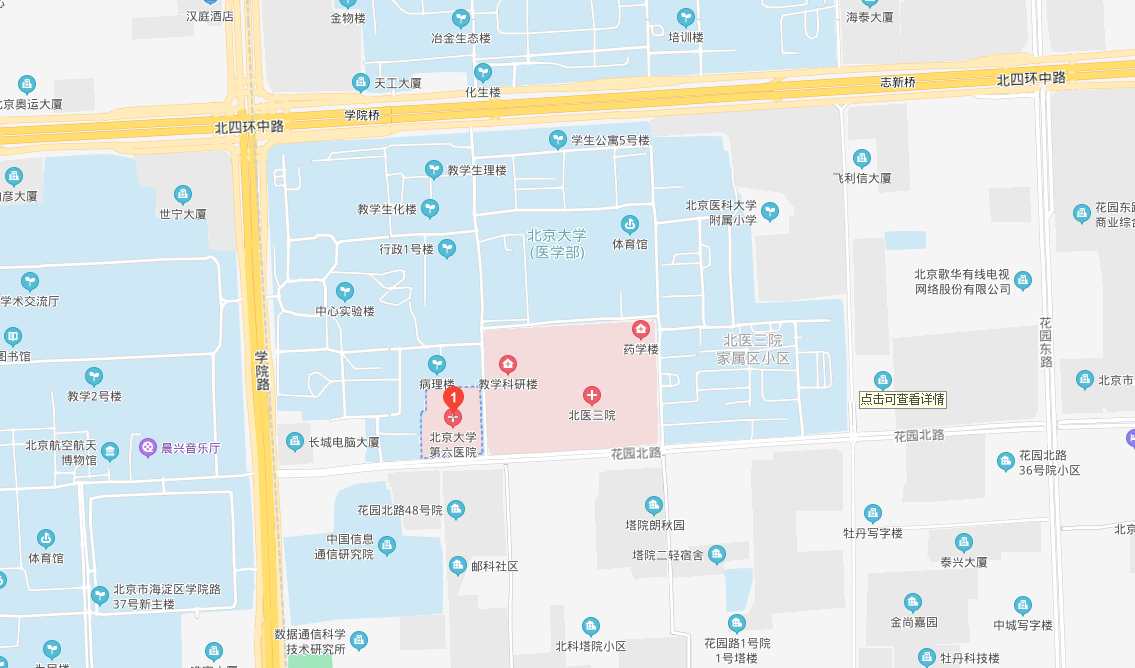 汉庭酒店
金物楼
冶金生态楼
培训楼
海泰大厦
天工大厦
化生楼
志新桥
北四环中路
京奥运大厦
学院桥
北四环中路
学生公寓5号楼
教学生理楼
飞利信大厦
彦大厦
世宁大厦
教学生化楼
北京医科大学
附属小学
花园东路
商业综合
行政1号楼
北京大学
(医学部)
体育馆
学术交流厅
中心实验楼
北京歌华有线电视
网络股份有限公司
图书馆
学院路
药学楼
北医三院
家属区小区
花园东路
教学2号楼
病理楼
教学科研楼
点击可查看详情
北京市
1
北医三院
北京航空航天
博物馆
晨兴音乐厅
长城电脑大厦
北京大学
第六医院
花园北路
花园北路
花园北路
36号院小区
花园北路48号院
塔院朗秋园
牡丹写字楼
北京
体育馆
中国信息
通信研究院
邮科社区
塔院二轻宿舍
泰兴大厦
北京市海淀区学院路
37号新主楼
金尚嘉园
中城写字楼
数据通信科学
技术研究所
北科塔院小区
花园路1号院
1号塔楼
牡丹科技楼